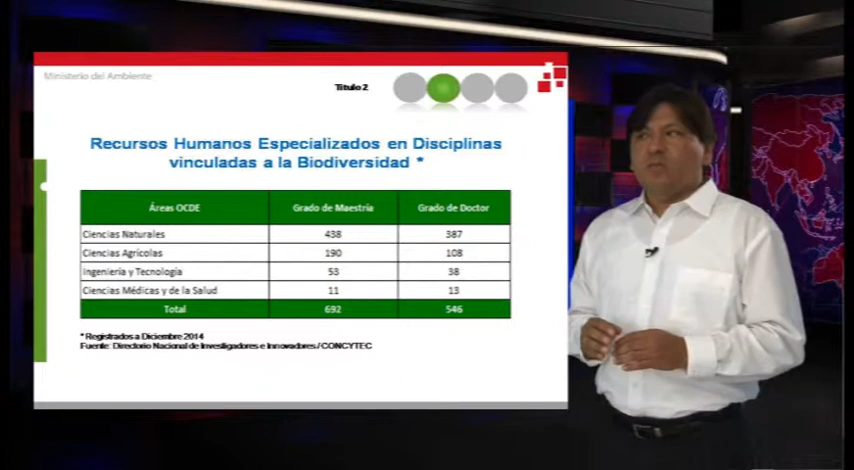 Ministerio del Ambiente
Título 2
Recursos Humanos Especializados en Disciplinas
vinculadas a la Biodiversidad *
Áreas OCDE Grado de Maestría Grado de Doctor
Ciencias Naturales 438 387
Ciencias Agrícolas 190 108
Ingeniería y Tecnología 53 38
Ciencias Médicas y de la Salud 11 13
Total 692 546
* Registrados a Diciembre 2014
Fuente: Directorio Nacional de Investigadores e Innovadores / CONCYTEC